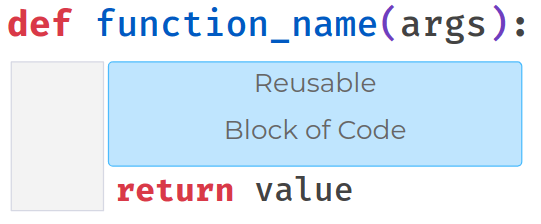 def function_name(args):
Reusable
Block of Code
return value